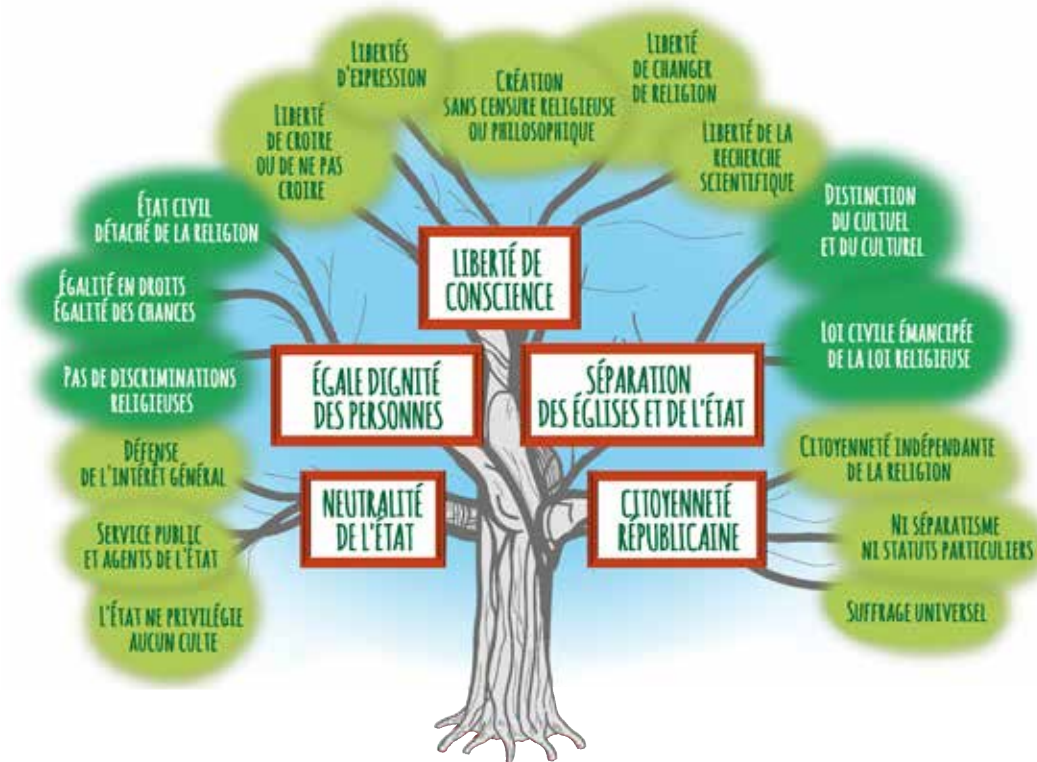 LIBERTÉS
D'EXPRESSION
CRÉATION
SANS CENSURE RELIGIEUSE
OU PHILOSOPHIQUE
LIBERTÉ
DE CHANGER
DE RELIGION
LIBERTÉ
DE CROIRE
OU DE NE PAS
CROIRE
LIBERTÉ DE LA
RECHERCHE
SCIENTIFIQUE
ÉTAT CIVIL
DÉTACHÉ DE LA RELIGION
DISTINCTION
DU CULTUEL
ET DU CULTUREL
LIBERTÉ DE
CONSCIENCE
ÉGALITÉ EN DROITS
ÉGALITÉ DES CHANCES
LOI CIVILE ÉMANCIPÉE
DE LA LOI RELIGIEUSE
PAS DE DISCRIMINATIONS
RELIGIEUSES
ÉGALE DIGNITÉ
DES PERSONNES
SÉPARATION
DES ÉGLISES ET DE L'ÉTAT
DÉFENSE
DE L'INTÉRÊT GÉNÉRAL
CITOYENNETÉ INDÉPENDANTE
DE LA RELIGION
NEUTRALITÉ
DE L'ÉTAT
CITOYENNETÉ
RÉPUBLICAINE
SERVICE PUBLIC
ET AGENTS DE L'ÉTAT
NI SÉPARATISME
NI STATUTS PARTICULIERS
L'ÉTAT NE PRIVILÉGIE
AUCUN CULTE
SUFFRAGE UNIVERSEL